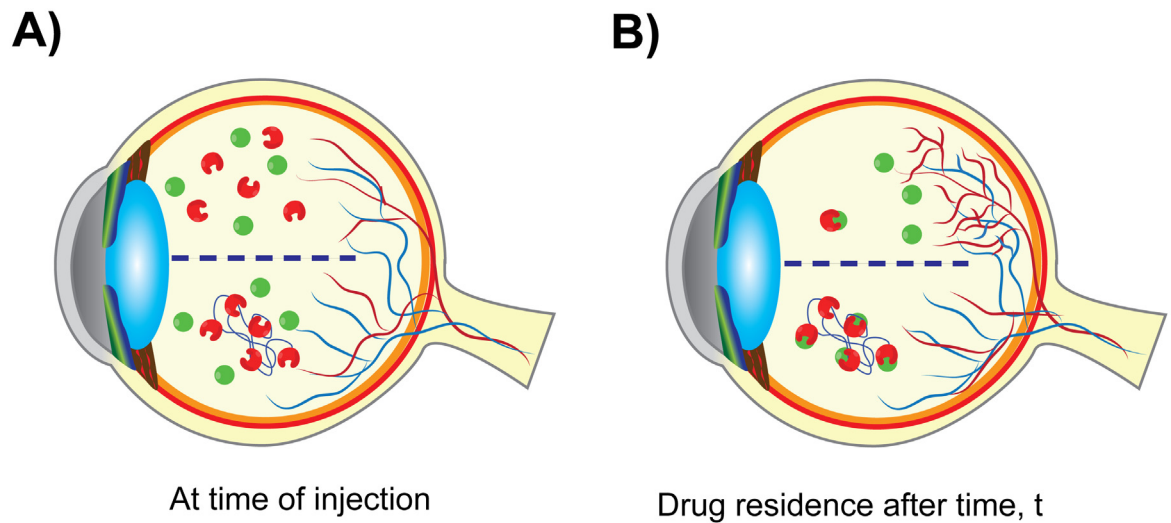 A)
B)
At time of injection
Drug residence after time, t